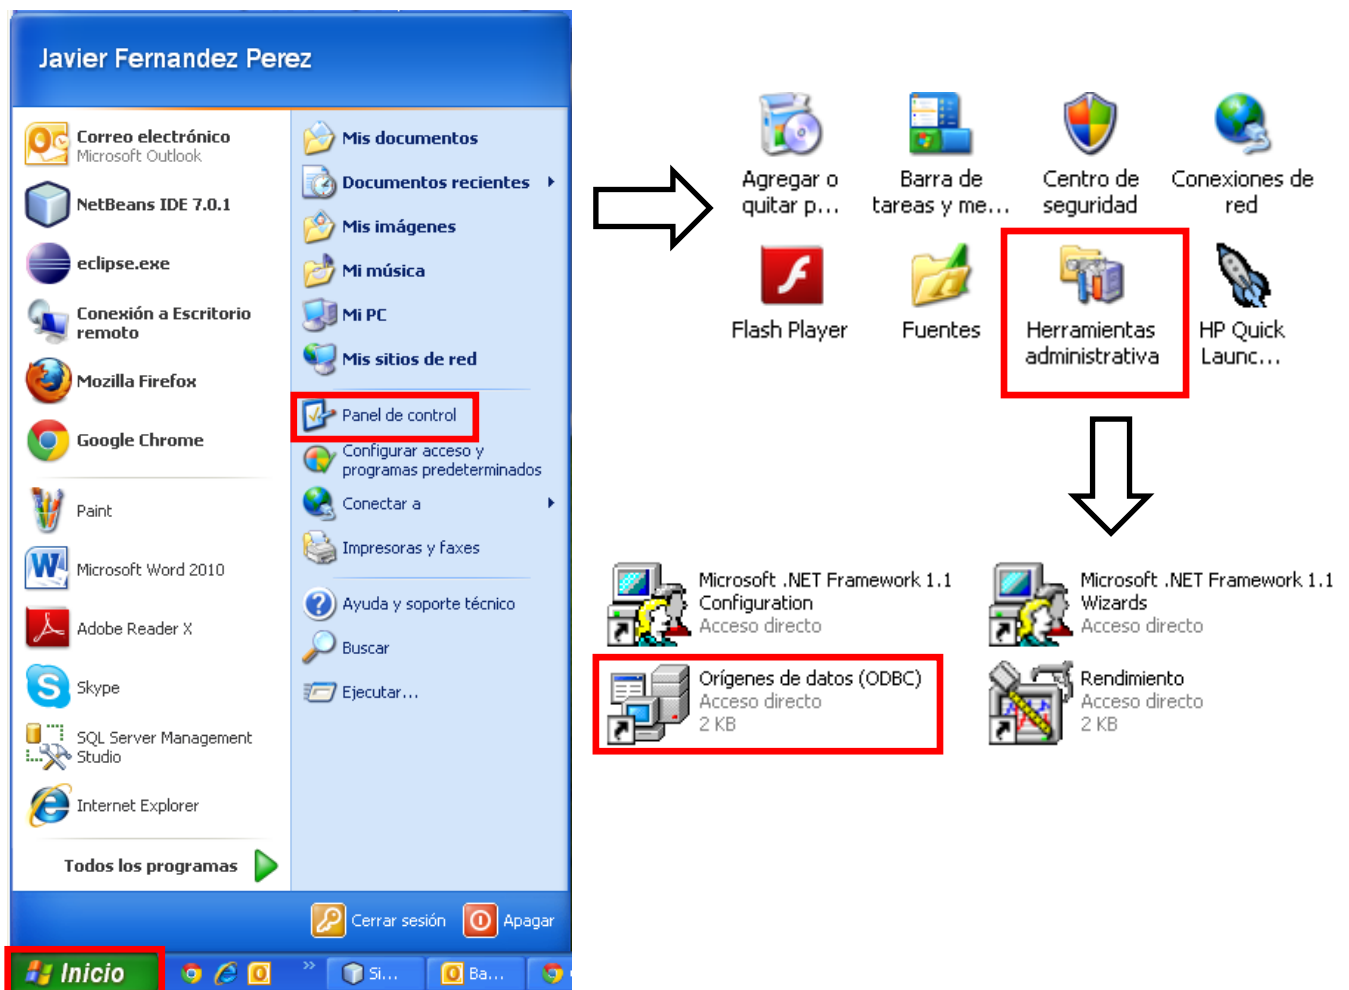 Javier Fernandez Perez
Correo electrónico
Microsoft Outlook
NetBeans IDE 7.0.1
eclipse.exe
Conexión a Escritorio
remoto
Mozilla Firefox
Google Chrome
Paint
Microsoft Word 2010
Adobe Reader X
Skype
SQL Server Management
Studio
Internet Explorer
Todos los programas
Mis documentos
Documentos recientes
Mis imágenes
Mi música
Mi PC
Mis sitios de red
Panel de control
Configurar acceso y
programas predeterminados
Conectar a
Impresoras y faxes
Ayuda y soporte técnico
Buscar
Ejecutar...
Cerrar sesión
Apagar
Inicio
Si...
Ba...
Agregar o
quitar p...
Barra de
tareas y me...
Centro de
seguridad
Conexiones de
red
Flash Player
Fuentes
Herramientas
administrativa
HP Quick
Launc...
Microsoft .NET Framework 1.1
Configuration
Acceso directo
Microsoft .NET Framework 1.1
Wizards
Acceso directo
Orígenes de datos (ODBC)
Acceso directo
2 KB
Rendimiento
Acceso directo
2 KB